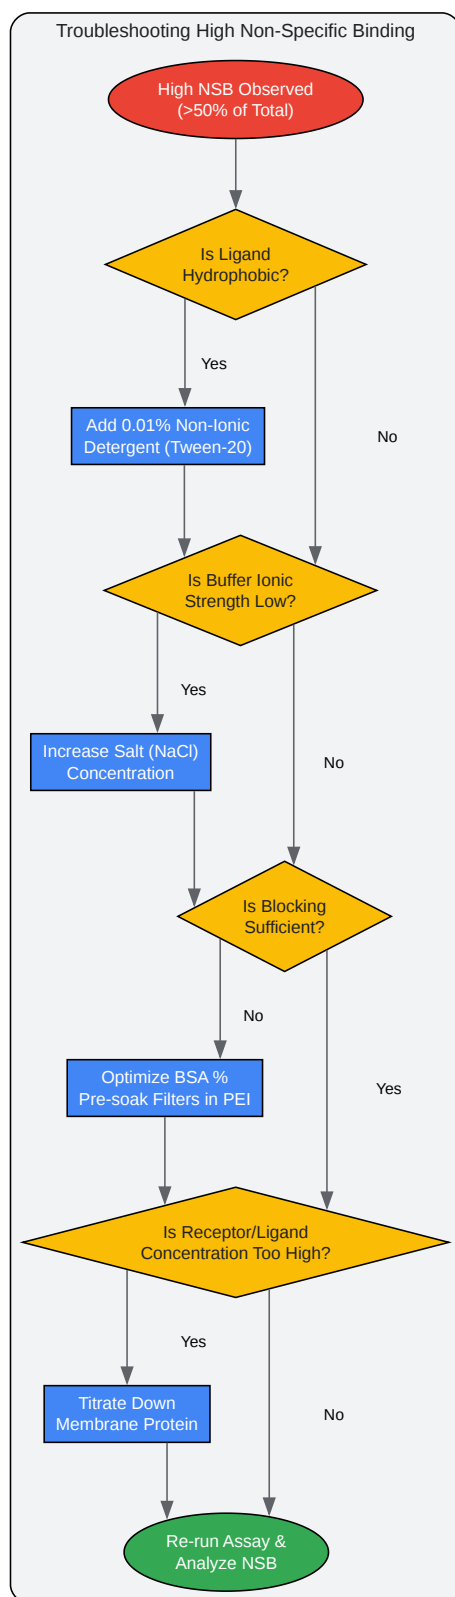 Troubleshooting High Non-Specific Binding
High NSB Observed
(>50% of Total)
Is Ligand
Hydrophobic?
Yes
Add 0.01% Non-Ionic
Detergent (Tween-20)
No
Is Buffer Ionic
Strength Low?
Yes
Increase Salt (NaCl)
Concentration
No
Is Blocking
Sufficient?
No
Optimize BSA %
Pre-soak Filters in PEI
Yes
Is Receptor/Ligand
Concentration Too High?
Yes
Titrate Down
Membrane Protein
No
Re-run Assay &
Analyze NSB